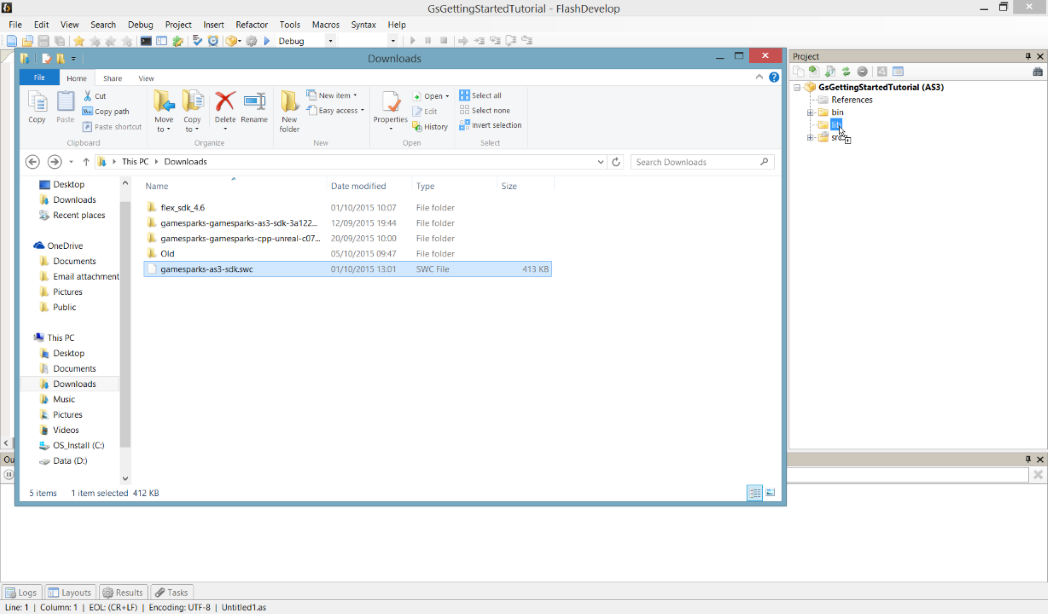 GsGettingStartedTutorial - FlashDevelop
File Edit View Search Debug Project Insert Refactor Tools Macros Syntax Help
Debug
Downloads
Project
File Home Share View
GsGettingStartedTutorial (AS3)
References
bin
lib
Copy Paste Cut Copy path Paste shortcut
Move to Copy to Delete Rename
New folder New item Easy access
Properties Open Edit History
Select all Select none Invert selection
Clipboard Organize New Open Select
This PC Downloads Search Downloads
Name Date modified Type Size
Desktop
Downloads
Recent places
OneDrive
Documents
Email attachment
Pictures
Public
This PC
Desktop
Documents
Downloads
Music
Pictures
Videos
OS_Install (C:)
Data (D:)
flex_sdk_4.6 01/10/2015 10:07 File folder
gamesparks-gamesparks-as3-sdk-3a122... 12/09/2015 19:44 File folder
gamesparks-gamesparks-cpp-unreal-c07... 20/09/2015 10:00 File folder
Old 05/10/2015 09:47 File folder
gamesparks-as3-sdk.swc 01/10/2015 13:01 SWC File 413 KB
5 items 1 item selected 412 KB
Ou
Logs Layouts Results Tasks
Line: 1 | Column: 1 | EOL: (CR+LF) | Encoding: UTF-8 | Untitled1.as